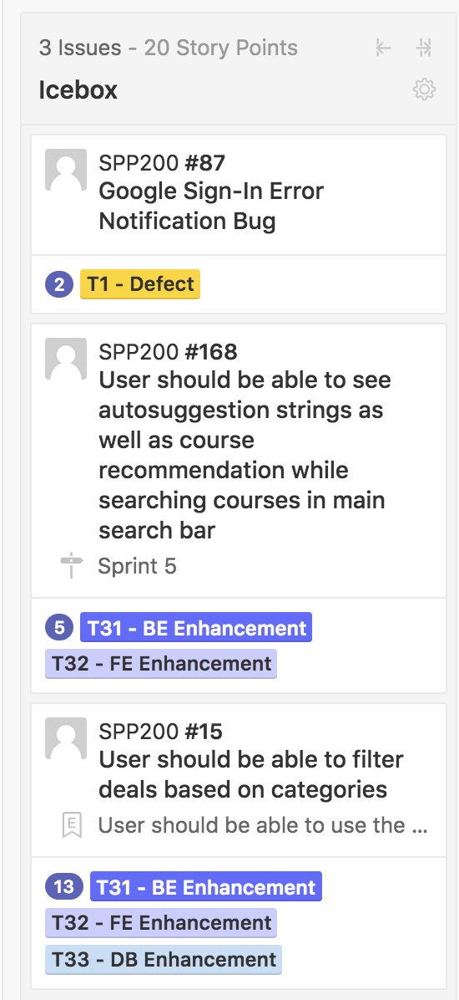 3 Issues - 20 Story Points
Icebox
SPP200 #87
Google Sign-In Error
Notification Bug
2 T1 - Defect
SPP200 #168
User should be able to see
autosuggestion strings as
well as course
recommendation while
searching courses in main
search bar
Sprint 5
5 T31 - BE Enhancement
T32 - FE Enhancement
SPP200 #15
User should be able to filter
deals based on categories
E User should be able to use the ...
13 T31 - BE Enhancement
T32 - FE Enhancement
T33 - DB Enhancement